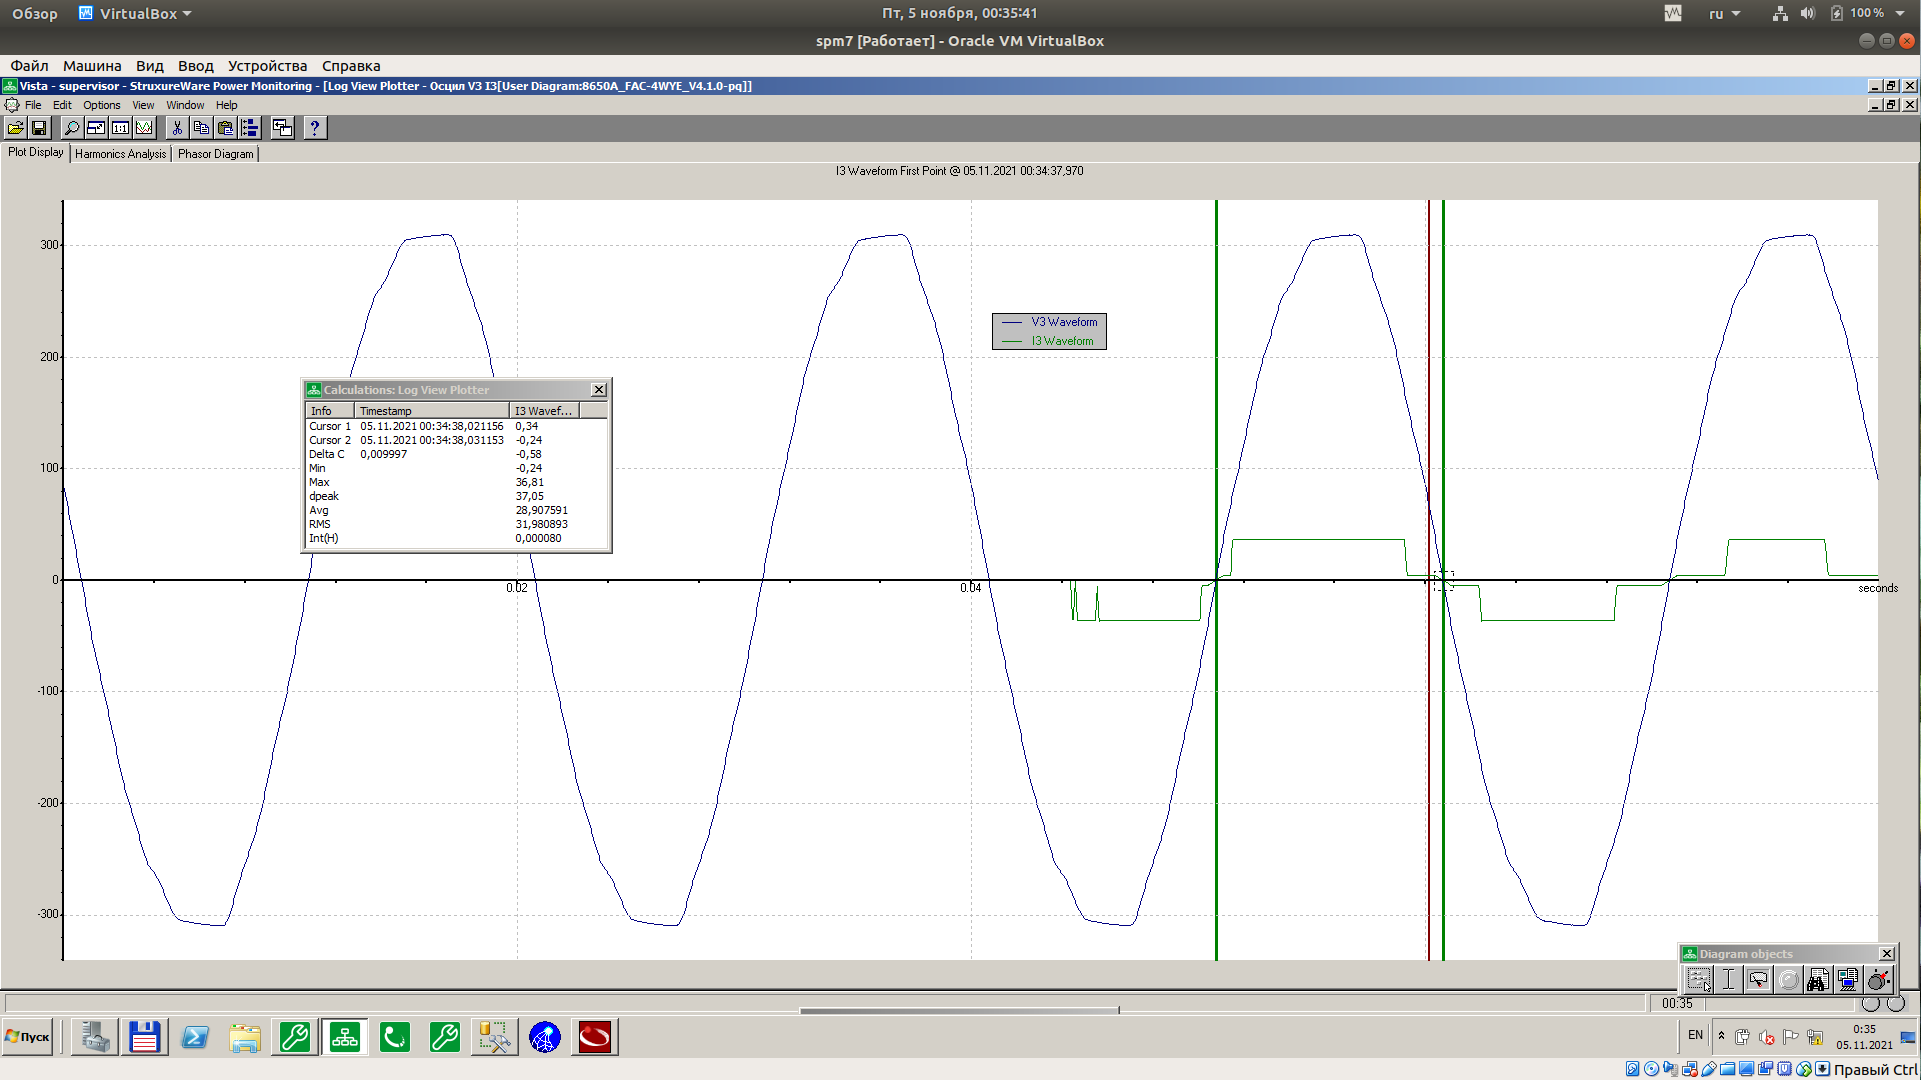 Обзор VirtualBox Пт, 5 ноября, 00:35:41 ru 100 %
spm7 [Работает] - Oracle VM VirtualBox
Файл Машина Вид Ввод Устройства Справка
Vista - supervisor - StruxureWare Power Monitoring - [Log View Plotter - Осцил V3 I3[User Diagram:8650A_FAC-4WYE_V4.1.0-pq]]
File Edit Options View Window Help
1:1 ?
Plot Display Harmonics Analysis Phasor Diagram
I3 Waveform First Point @ 05.11.2021 00:34:37,970
300
V3 Waveform
I3 Waveform
200
Calculations: Log View Plotter
Info Timestamp I3 Wavef...
Cursor 1 05.11.2021 00:34:38,021156 0,34
Cursor 2 05.11.2021 00:34:38,031153 -0,24
Delta C 0,009997 -0,58
Min -0,24
Max 36,81
dpeak 37,05
Avg 28,907591
RMS 31,980893
Int(H) 0,000080
100
0
0.02 0.04 seconds
-100
-200
-300
Diagram objects
00:35
Пуск EN 0:35
05.11.2021
Правый Ctrl